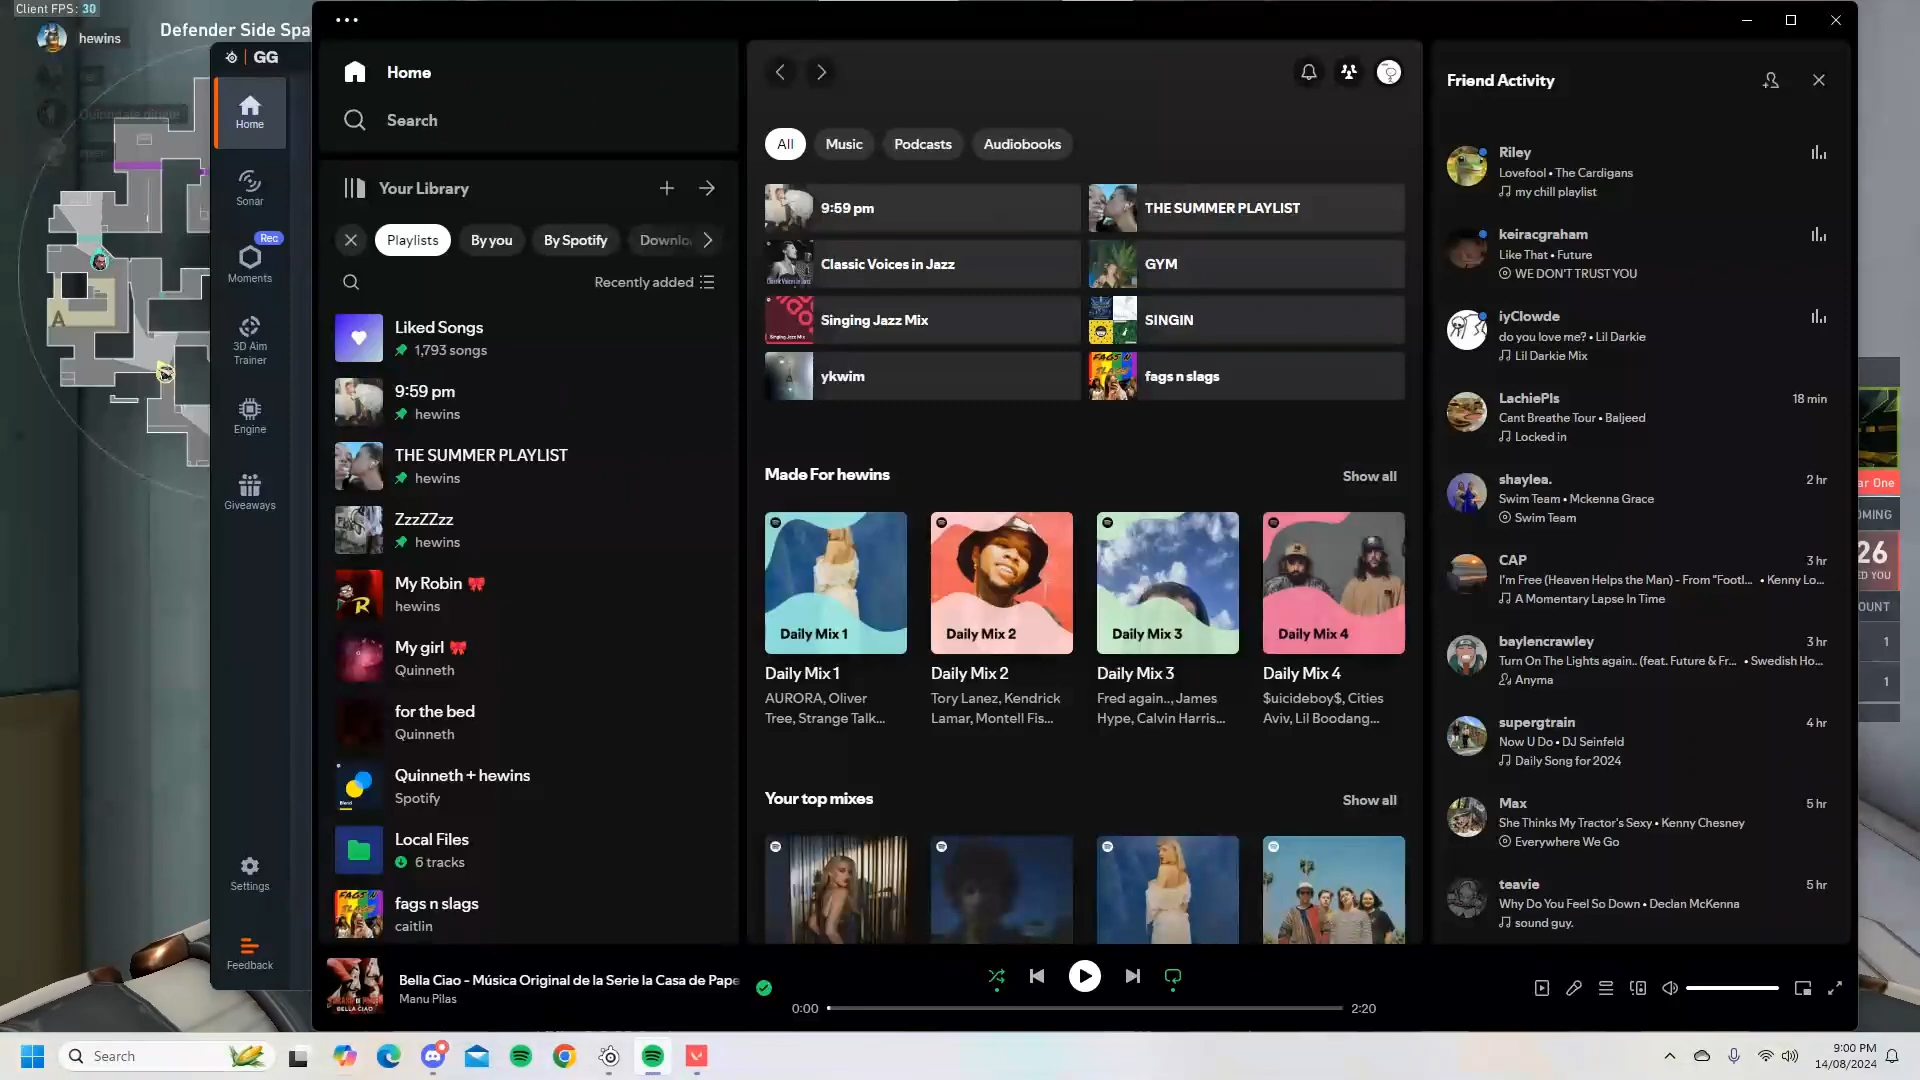 Client FPS: 30
hewins
Defender Side Spa
GG
Home
Sonar
Rec
Moments
3D Aim
Trainer
Engine
Giveaways
Settings
Feedback
A
Home
Search
Your Library
Playlists
By you
By Spotify
Downlo
Recently added
Liked Songs
1,793 songs
9:59 pm
hewins
THE SUMMER PLAYLIST
hewins
ZzzZZzz
hewins
My Robin 🎀
hewins
My girl 🎀
Quinneth
for the bed
Quinneth
Quinneth + hewins
Spotify
Local Files
6 tracks
fags n slags
caitlin
All
Music
Podcasts
Audiobooks
9:59 pm
THE SUMMER PLAYLIST
Classic Voices in Jazz
GYM
Singing Jazz Mix
SINGIN
ykwim
fags n slags
Made For hewins
Show all
Daily Mix 1
Daily Mix 2
Daily Mix 3
Daily Mix 4
Daily Mix 1
Daily Mix 2
Daily Mix 3
Daily Mix 4
AURORA, Oliver
Tree, Strange Talk...
Tory Lanez, Kendrick
Lamar, Montell Fis...
Fred again.., James
Hype, Calvin Harris...
$uicideboy$, Cities
Aviv, Lil Boodang...
Your top mixes
Show all
Friend Activity
Riley
Lovefool • The Cardigans
my chill playlist
keiracgraham
Like That • Future
WE DON'T TRUST YOU
iyClowde
do you love me? • Lil Darkie
Lil Darkie Mix
LachiePls
18 min
Cant Breathe Tour • Baljeed
Locked in
shaylea.
2 hr
Swim Team • Mckenna Grace
Swim Team
CAP
3 hr
I'm Free (Heaven Helps the Man) - From "Footl... • Kenny Lo...
A Momentary Lapse In Time
baylencrawley
3 hr
Turn On The Lights again.. (feat. Future & Fr... • Swedish Ho...
Anyma
supergtrain
4 hr
Now U Do • DJ Seinfeld
Daily Song for 2024
Max
5 hr
She Thinks My Tractor's Sexy • Kenny Chesney
Everywhere We Go
teavie
5 hr
Why Do You Feel So Down • Declan McKenna
sound guy.
ar One
OMING
26
ED YOU
OUNT
1
1
Bella Ciao - Música Original de la Serie la Casa de Pape
Manu Pilas
0:00
2:20
Search
9:00 PM
14/08/2024